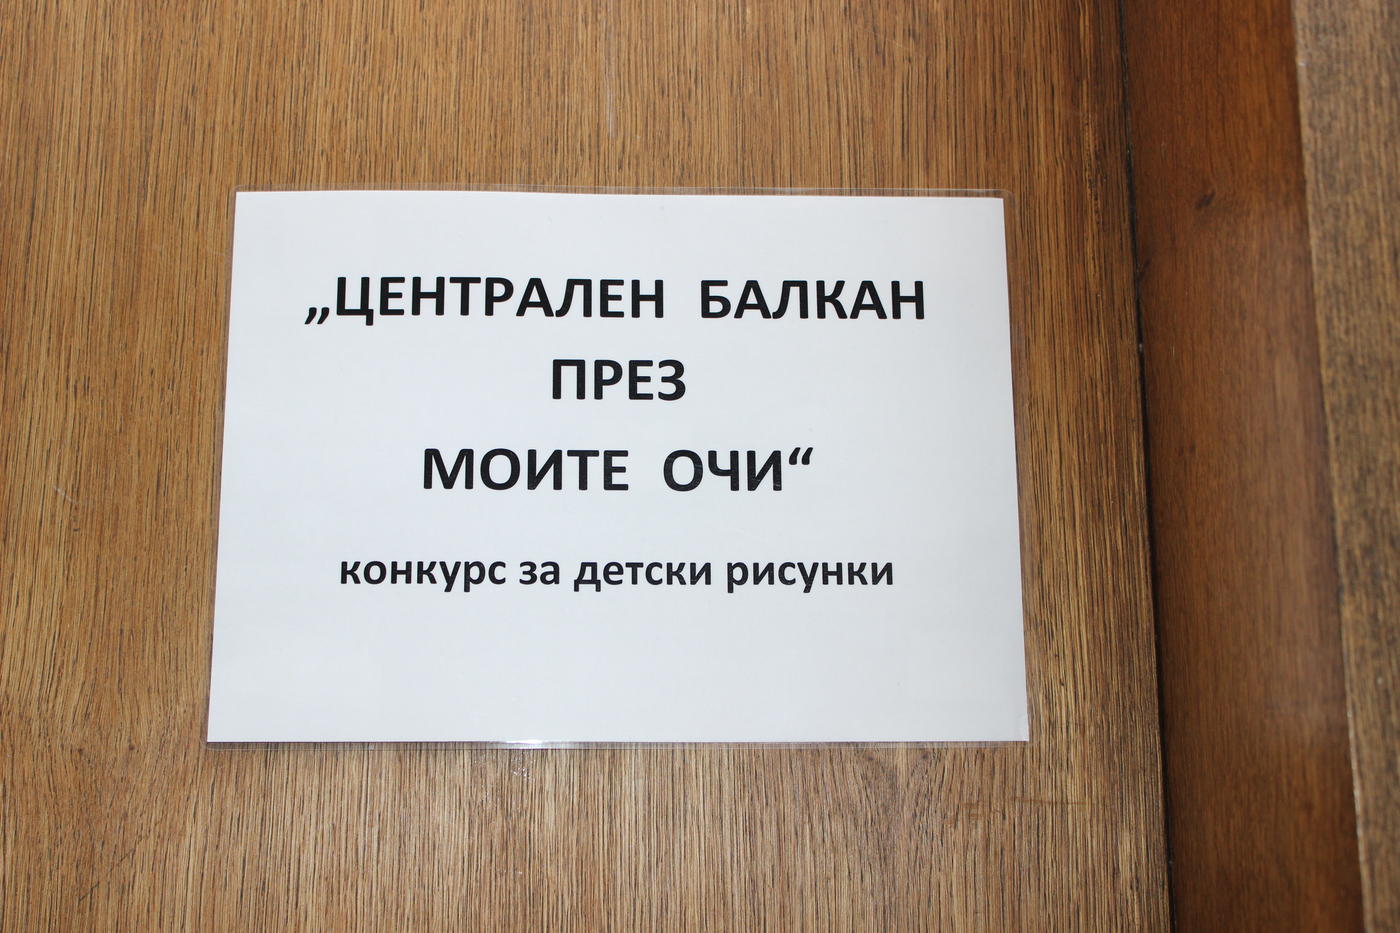 „ЦЕНТРАЛЕН БАЛКАН
ПРЕЗ
МОИТЕ ОЧИ“
конкурс за детски рисунки